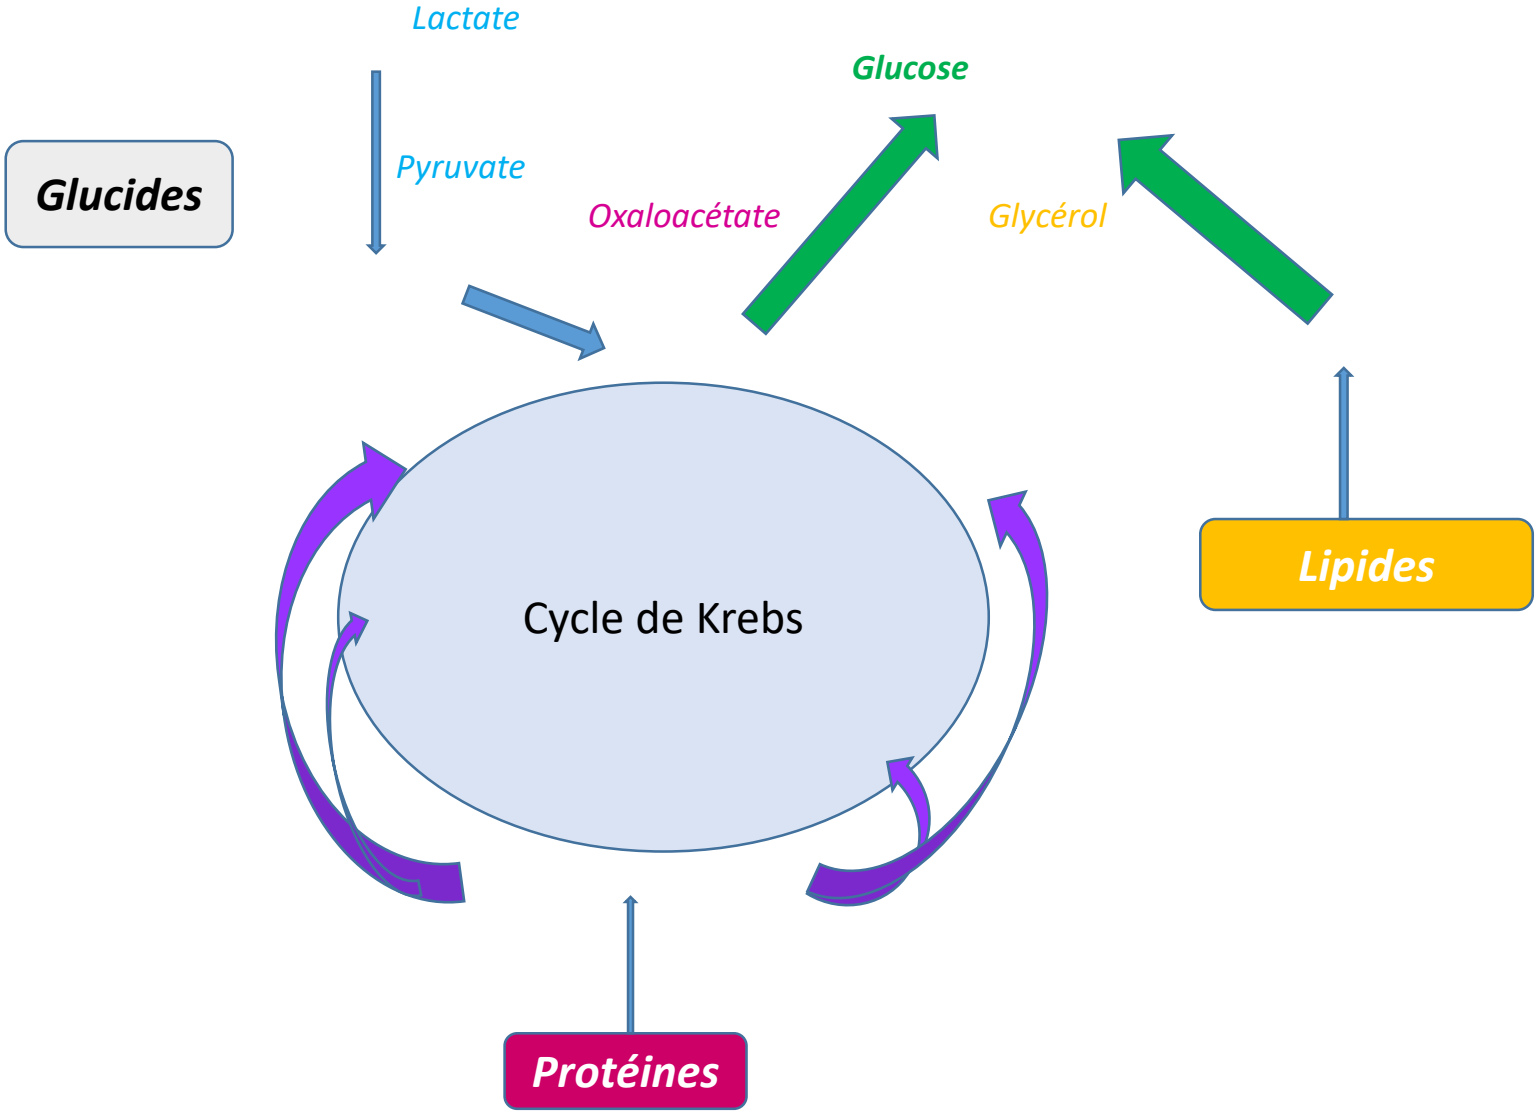 Lactate
Glucose
Pyruvate
Glucides
Oxaloacétate
Glycérol
Lipides
Cycle de Krebs
Protéines